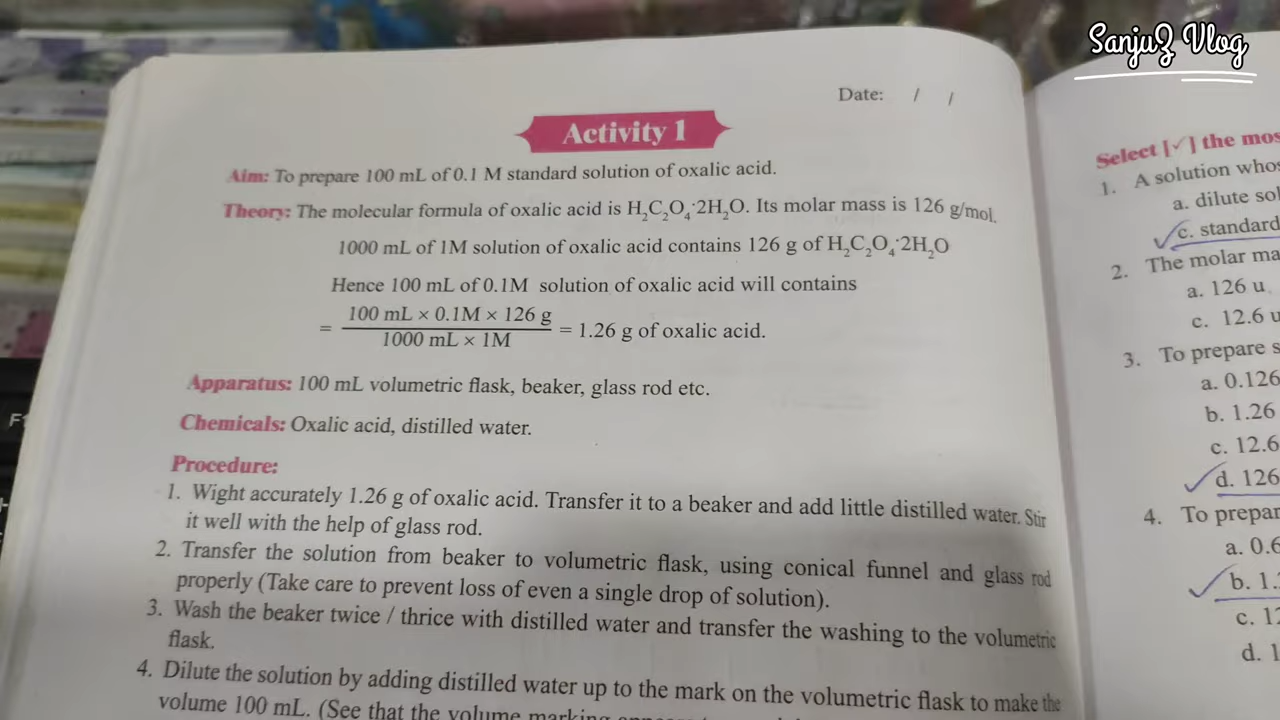 SanjuZ Vlog
Date: / /
Activity 1
Aim: To prepare 100 mL of 0.1 M standard solution of oxalic acid.
Theory: The molecular formula of oxalic acid is H₂C₂O₄·2H₂O. Its molar mass is 126 g/mol.
1000 mL of 1M solution of oxalic acid contains 126 g of H₂C₂O₄·2H₂O
Hence 100 mL of 0.1M solution of oxalic acid will contains
100 mL × 0.1M × 126 g
= = 1.26 g of oxalic acid.
1000 mL × 1M
Apparatus: 100 mL volumetric flask, beaker, glass rod etc.
Chemicals: Oxalic acid, distilled water.
Procedure:
1. Wight accurately 1.26 g of oxalic acid. Transfer it to a beaker and add little distilled water. Stir
it well with the help of glass rod.
2. Transfer the solution from beaker to volumetric flask, using conical funnel and glass rod
properly (Take care to prevent loss of even a single drop of solution).
3. Wash the beaker twice / thrice with distilled water and transfer the washing to the volumetric
flask.
4. Dilute the solution by adding distilled water up to the mark on the volumetric flask to make the
volume 100 mL. (See that the volume marking
Select [✓] the
1. A solution
a. dilute
✓ c. standard
2. The molar
a. 126 u
c. 12.6
3. To prepare
a. 0.126
b. 1.26
c. 12.6
✓ d. 126
4. To
a.
✓ b.
c.
d.
F1